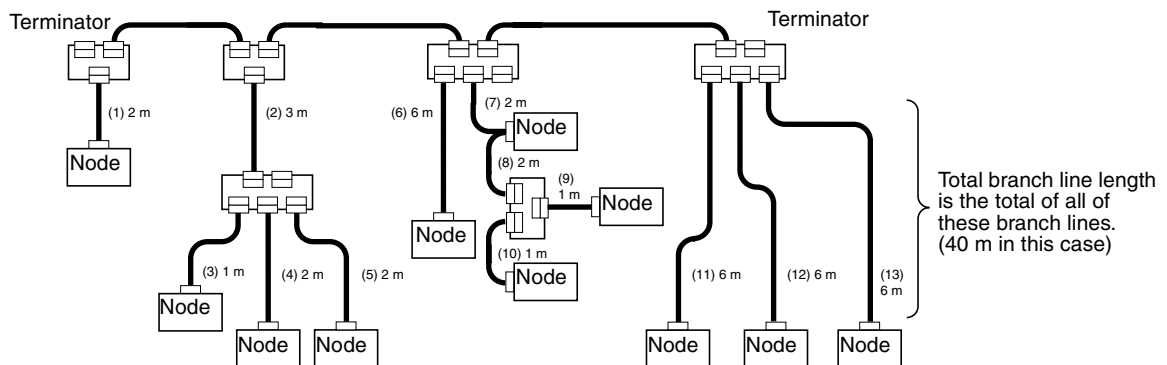 Terminator
Terminator
(1) 2 m
(2) 3 m
(6) 6 m
(7) 2 m
Node
Node
(8) 2 m
(9)
1 m
Node
Total branch line length
is the total of all of
these branch lines.
(40 m in this case)
Node
(3) 1 m
(4) 2 m
(5) 2 m
(10) 1 m
Node
(11) 6 m
(12) 6 m
(13)
6 m
Node
Node
Node
Node
Node
Node